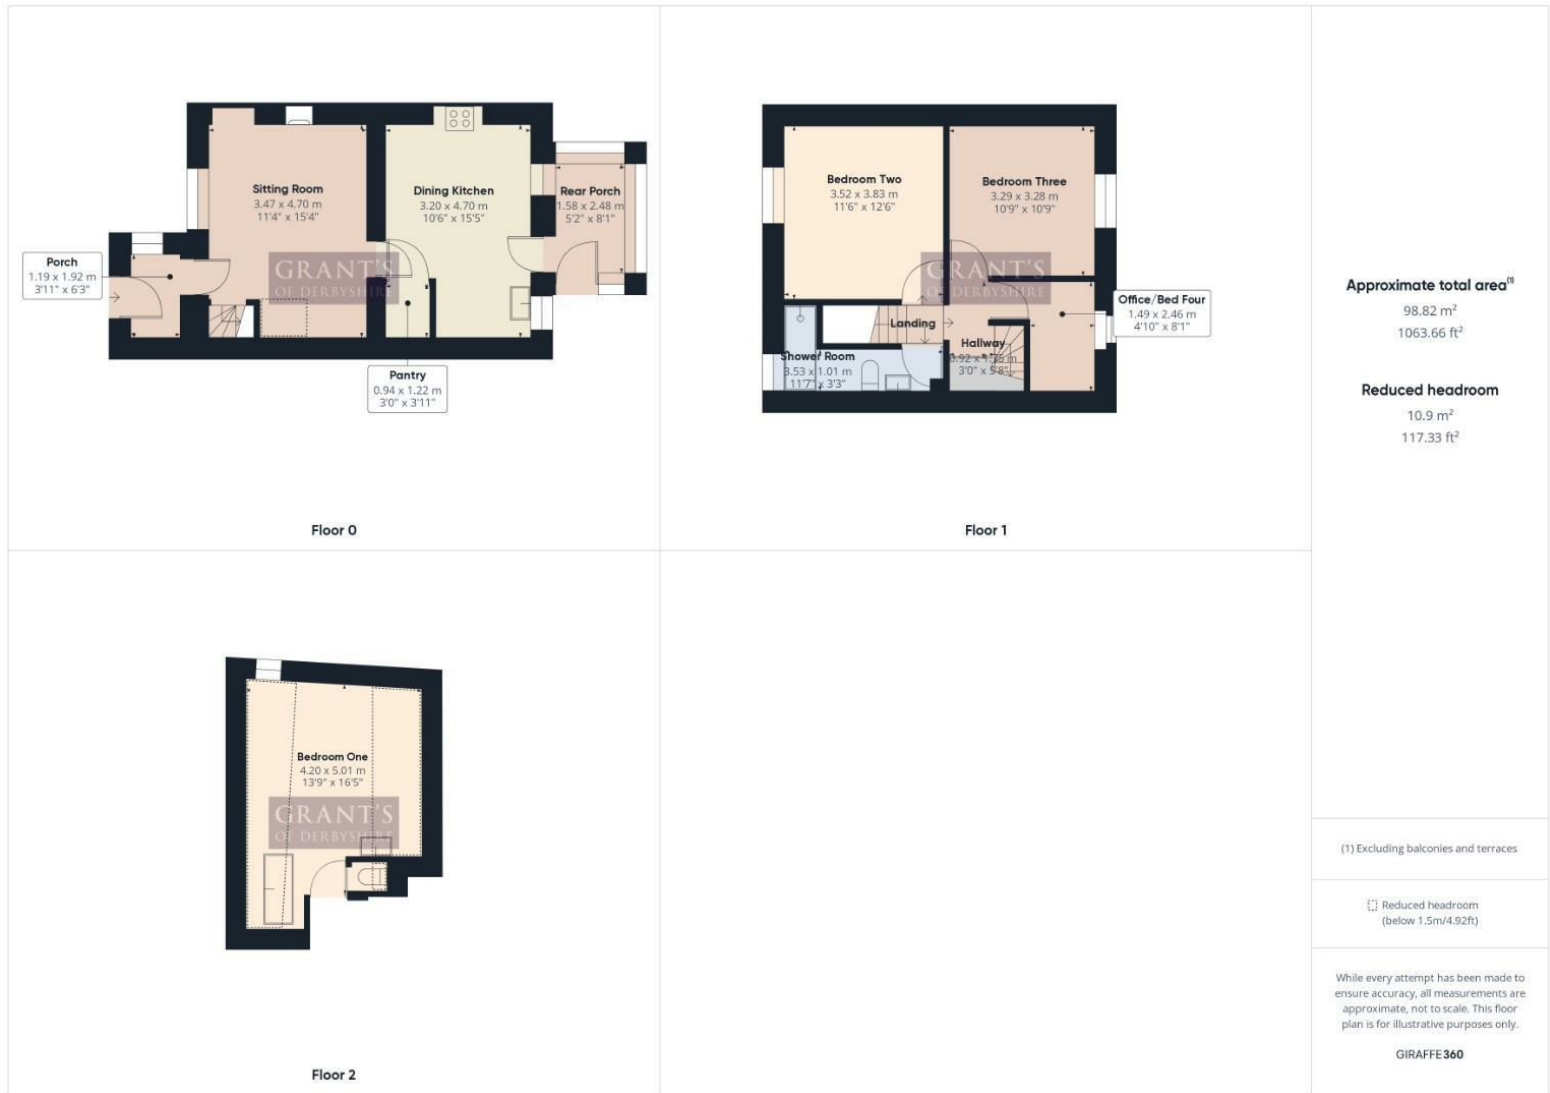 Sitting Room
3.47 x 4.70 m
11'4" x 15'4"
Dining Kitchen
3.20 x 4.70 m
10'6" x 15'5"
Rear Porch
1.58 x 2.48 m
5'2" x 8'1"
Porch
1.19 x 1.92 m
3'11" x 6'3"
GRANT'S
OF DERBYSHIRE
Pantry
0.94 x 1.22 m
3'0" x 3'11"
Floor 0
Bedroom Two
3.52 x 3.83 m
11'6" x 12'6"
Bedroom Three
3.29 x 3.28 m
10'9" x 10'9"
GRANT'S
OF DERBYSHIRE
Office/Bed Four
1.49 x 2.46 m
4'10" x 8'1"
Landing
Hallway
3'0" x 5'8"
Shower Room
3.53 x 1.01 m
11'7" x 3'3"
Floor 1
Bedroom One
4.20 x 5.01 m
13'9" x 16'5"
GRANT'S
OF DERBYSHIRE
Floor 2
Approximate total area(1)
98.82 m²
1063.66 ft²
Reduced headroom
10.9 m²
117.33 ft²
(1) Excluding balconies and terraces
Reduced headroom
(below 1.5m/4.92ft)
While every attempt has been made to
ensure accuracy, all measurements are
approximate, not to scale. This floor
plan is for illustrative purposes only.
GIRAFFE360